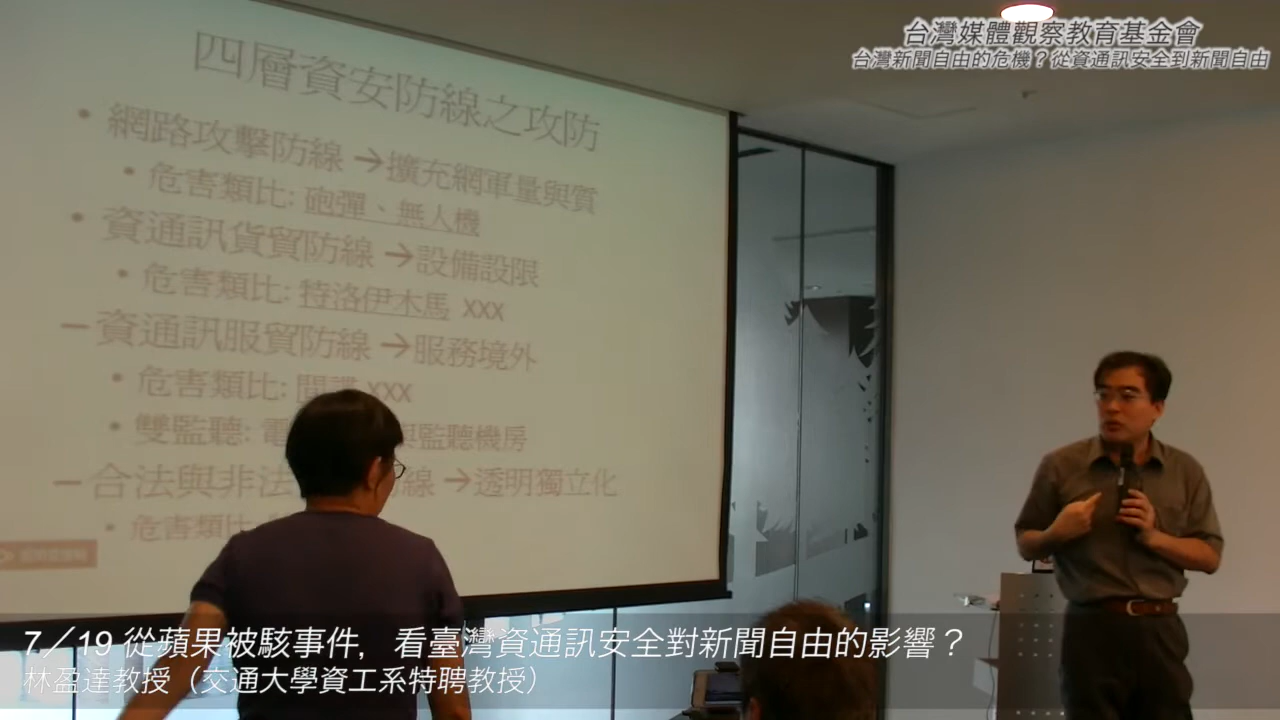 台灣媒體觀察教育基金會
台灣新聞自由的危機？從資通訊安全到新聞自由
四層資安防線之攻防
• 網路攻擊防線 →擴充網軍量與質
• 危害類比: 砲彈、無人機
• 資通訊貨貿防線 →設備設限
• 危害類比: 特洛伊木馬 XXX
– 資通訊服貿防線 →服務境外
• 危害類比: 間諜 XXX
• 雙監聽: 電 與監聽機房
– 合法與非法 防線 →透明獨立化
• 危害類比
7／19 從蘋果被駭事件，看臺灣資通訊安全對新聞自由的影響？
林盈達教授（交通大學資工系特聘教授）